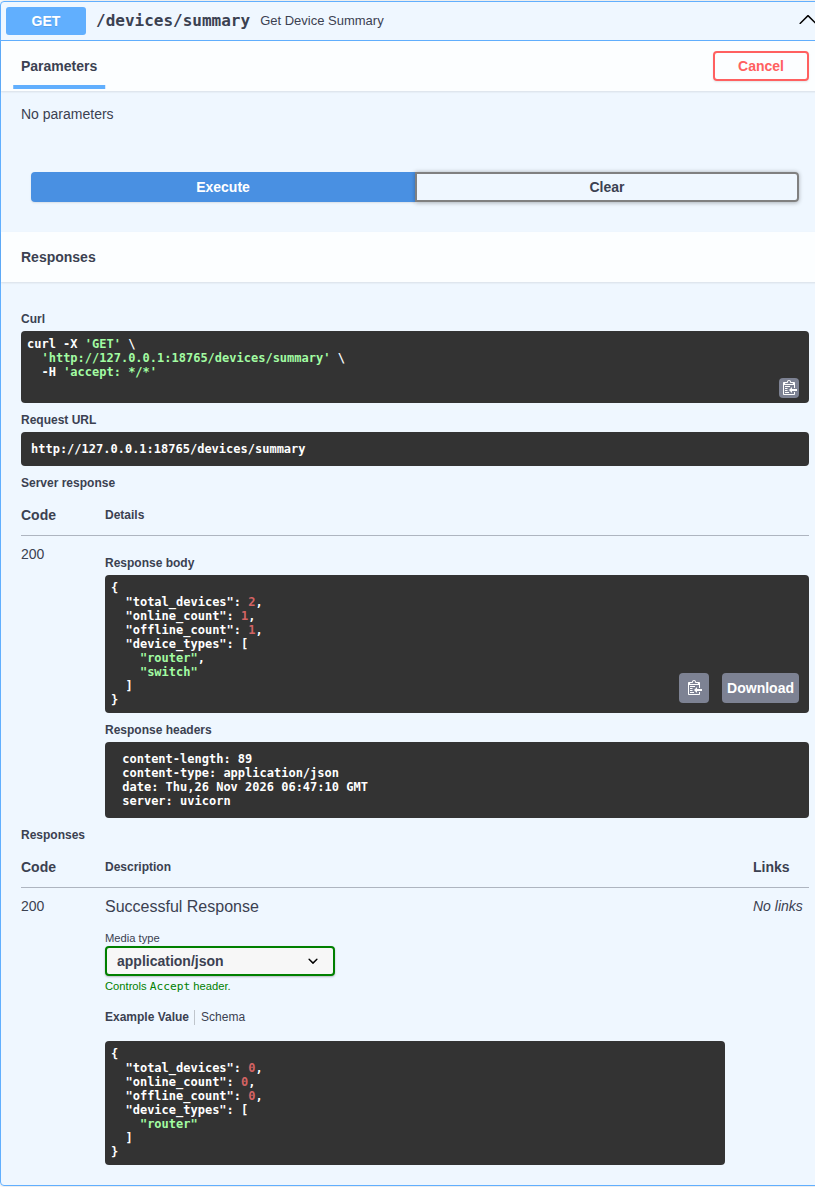 GET /devices/summary Get Device Summary
Parameters Cancel
No parameters
Execute Clear
Responses
Curl
curl -X 'GET' \
  'http://127.0.0.1:18765/devices/summary' \
  -H 'accept: */*'
Request URL
http://127.0.0.1:18765/devices/summary
Server response
Code Details
200
Response body
{
  "total_devices": 2,
  "online_count": 1,
  "offline_count": 1,
  "device_types": [
    "router",
    "switch"
  ]
}
Download
Response headers
content-length: 89
content-type: application/json
date: Thu,26 Nov 2026 06:47:10 GMT
server: uvicorn
Responses
Code Description Links
200 Successful Response No links
Media type
application/json
Controls Accept header.
Example Value Schema
{
  "total_devices": 0,
  "online_count": 0,
  "offline_count": 0,
  "device_types": [
    "router"
  ]
}